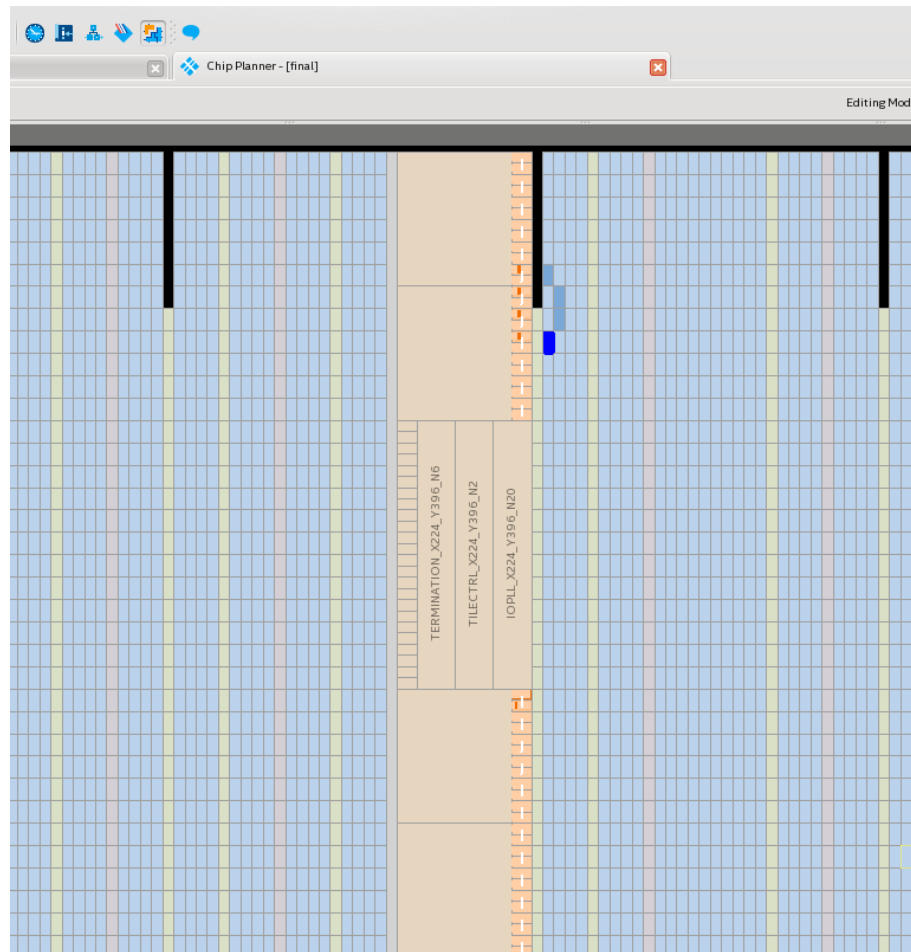 Chip Planner - [final]
Editing Mod
TERMINATION_X224_Y396_N6
TILECTRL_X224_Y396_N2
IOPLL_X224_Y396_N20